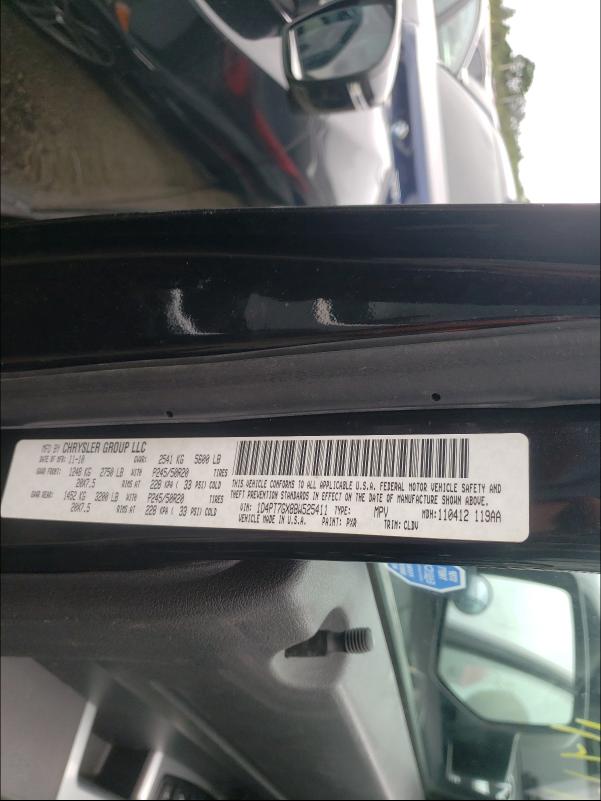 MFD BY CHRYSLER GROUP LLC
DATE OF MFR: 11-10 GVWR: 2541 KG 5600 LB
GAWR FRONT: 1248 KG 2750 LB WITH P245/50R20 TIRES
20X7.5 RIMS AT 228 KPA ( 33 PSI) COLD
GAWR REAR: 1452 KG 3200 LB WITH P245/50R20 TIRES
20X7.5 RIMS AT 228 KPA ( 33 PSI) COLD
THIS VEHICLE CONFORMS TO ALL APPLICABLE U.S.A. FEDERAL MOTOR VEHICLE SAFETY AND
THEFT PREVENTION STANDARDS IN EFFECT ON THE DATE OF MANUFACTURE SHOWN ABOVE.
VIN: 1D4PT7GX8BW525411 TYPE: MPV MDH: 110412 119AA
VEHICLE MADE IN U.S.A. PAINT: PXR TRIM: CLDV